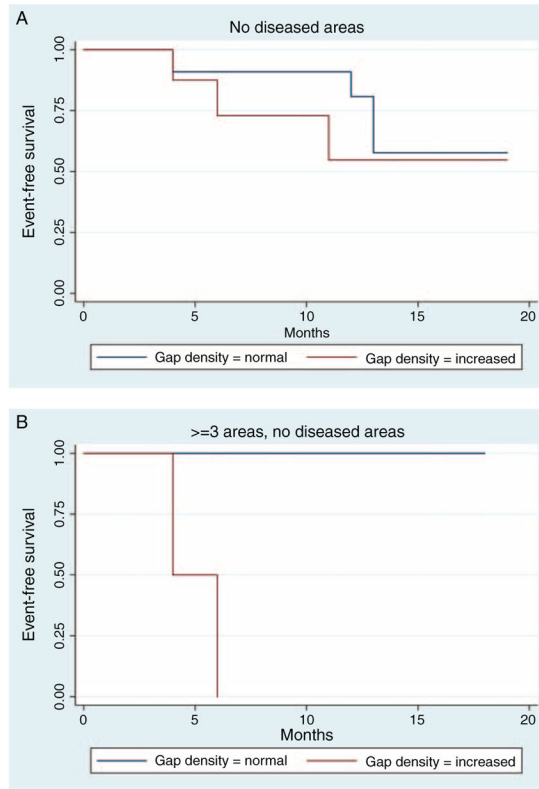 A
No diseased areas
Event-free survival
1.00
0.75
0.50
0.25
0.00
0 5 10 15 20
Months
Gap density = normal Gap density = increased
B
>=3 areas, no diseased areas
Event-free survival
1.00
0.75
0.50
0.25
0.00
0 5 10 15 20
Months
Gap density = normal Gap density = increased